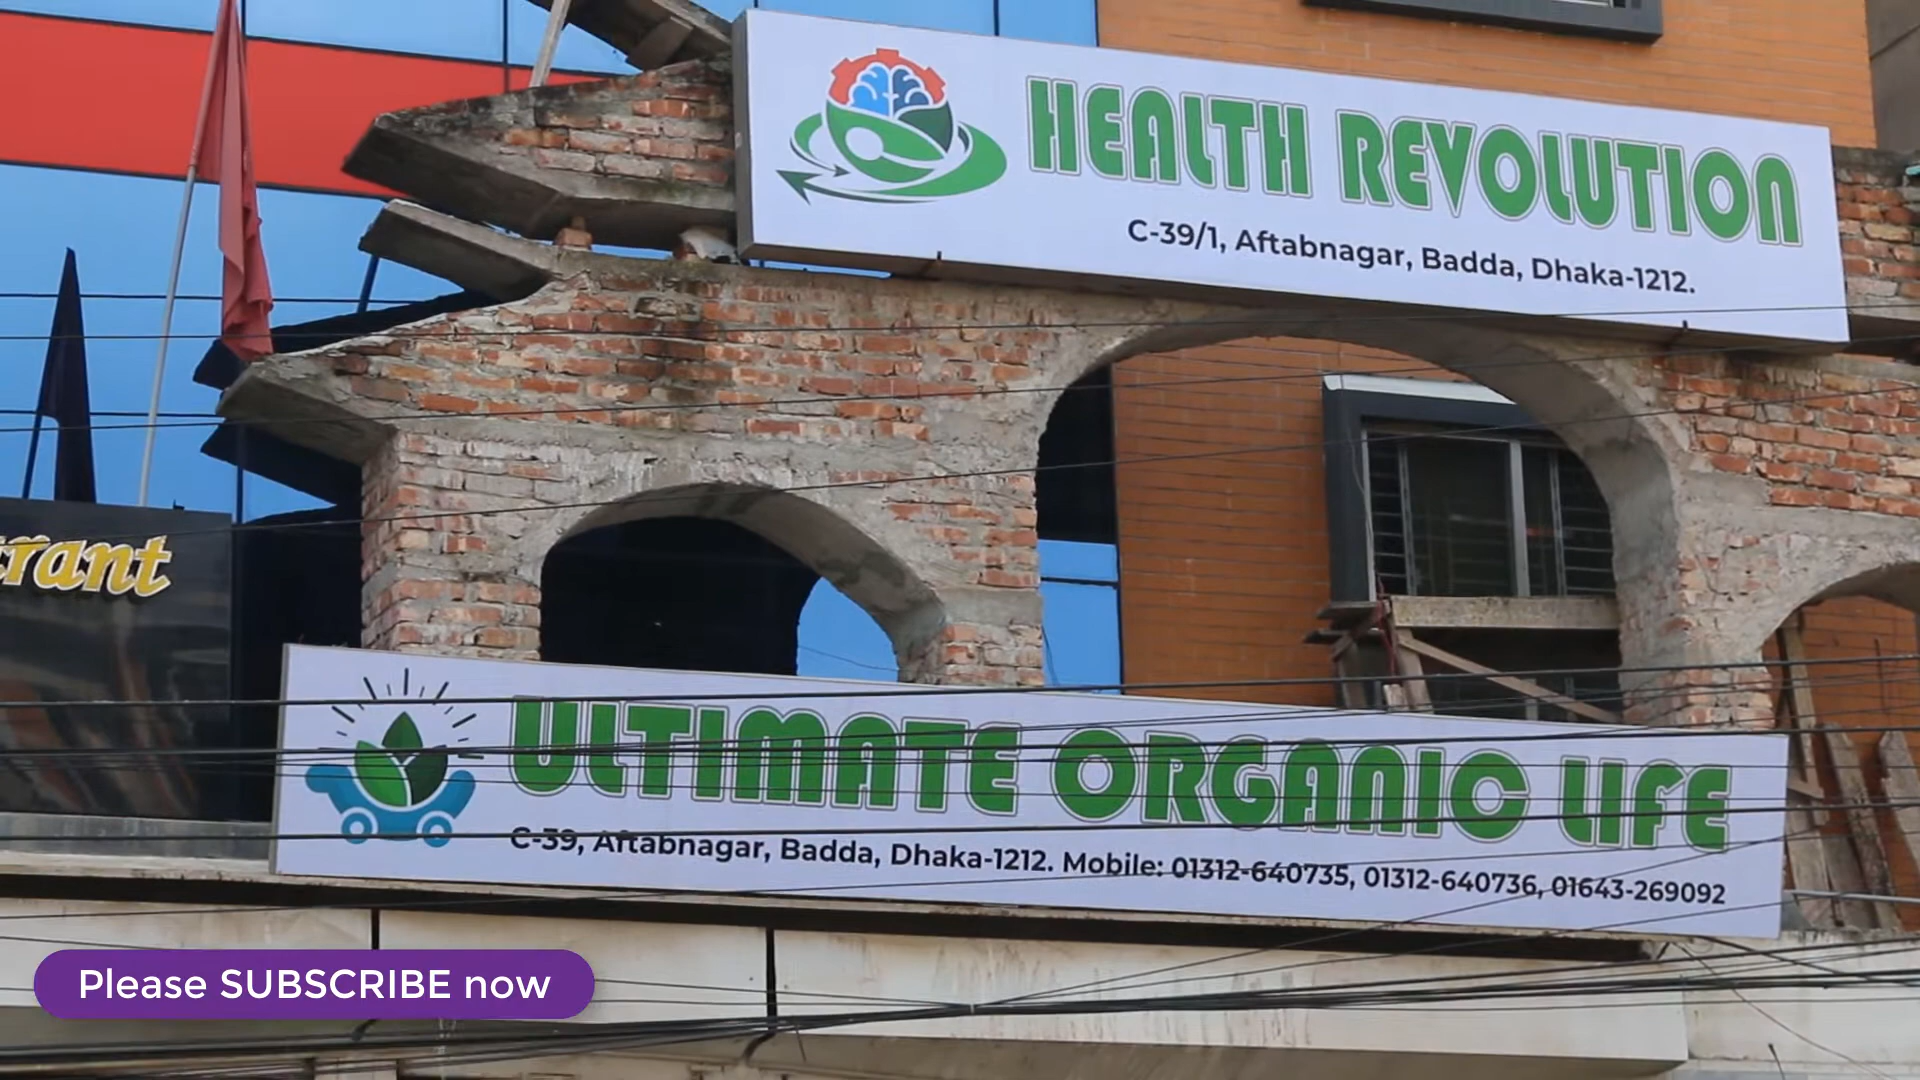 HEALTH REVOLUTION
C-39/1, Aftabnagar, Badda, Dhaka-1212.
rant
ULTIMATE ORGANIC LIFE
C-39, Aftabnagar, Badda, Dhaka-1212. Mobile: 01312-640735, 01312-640736, 01643-269092
Please SUBSCRIBE now